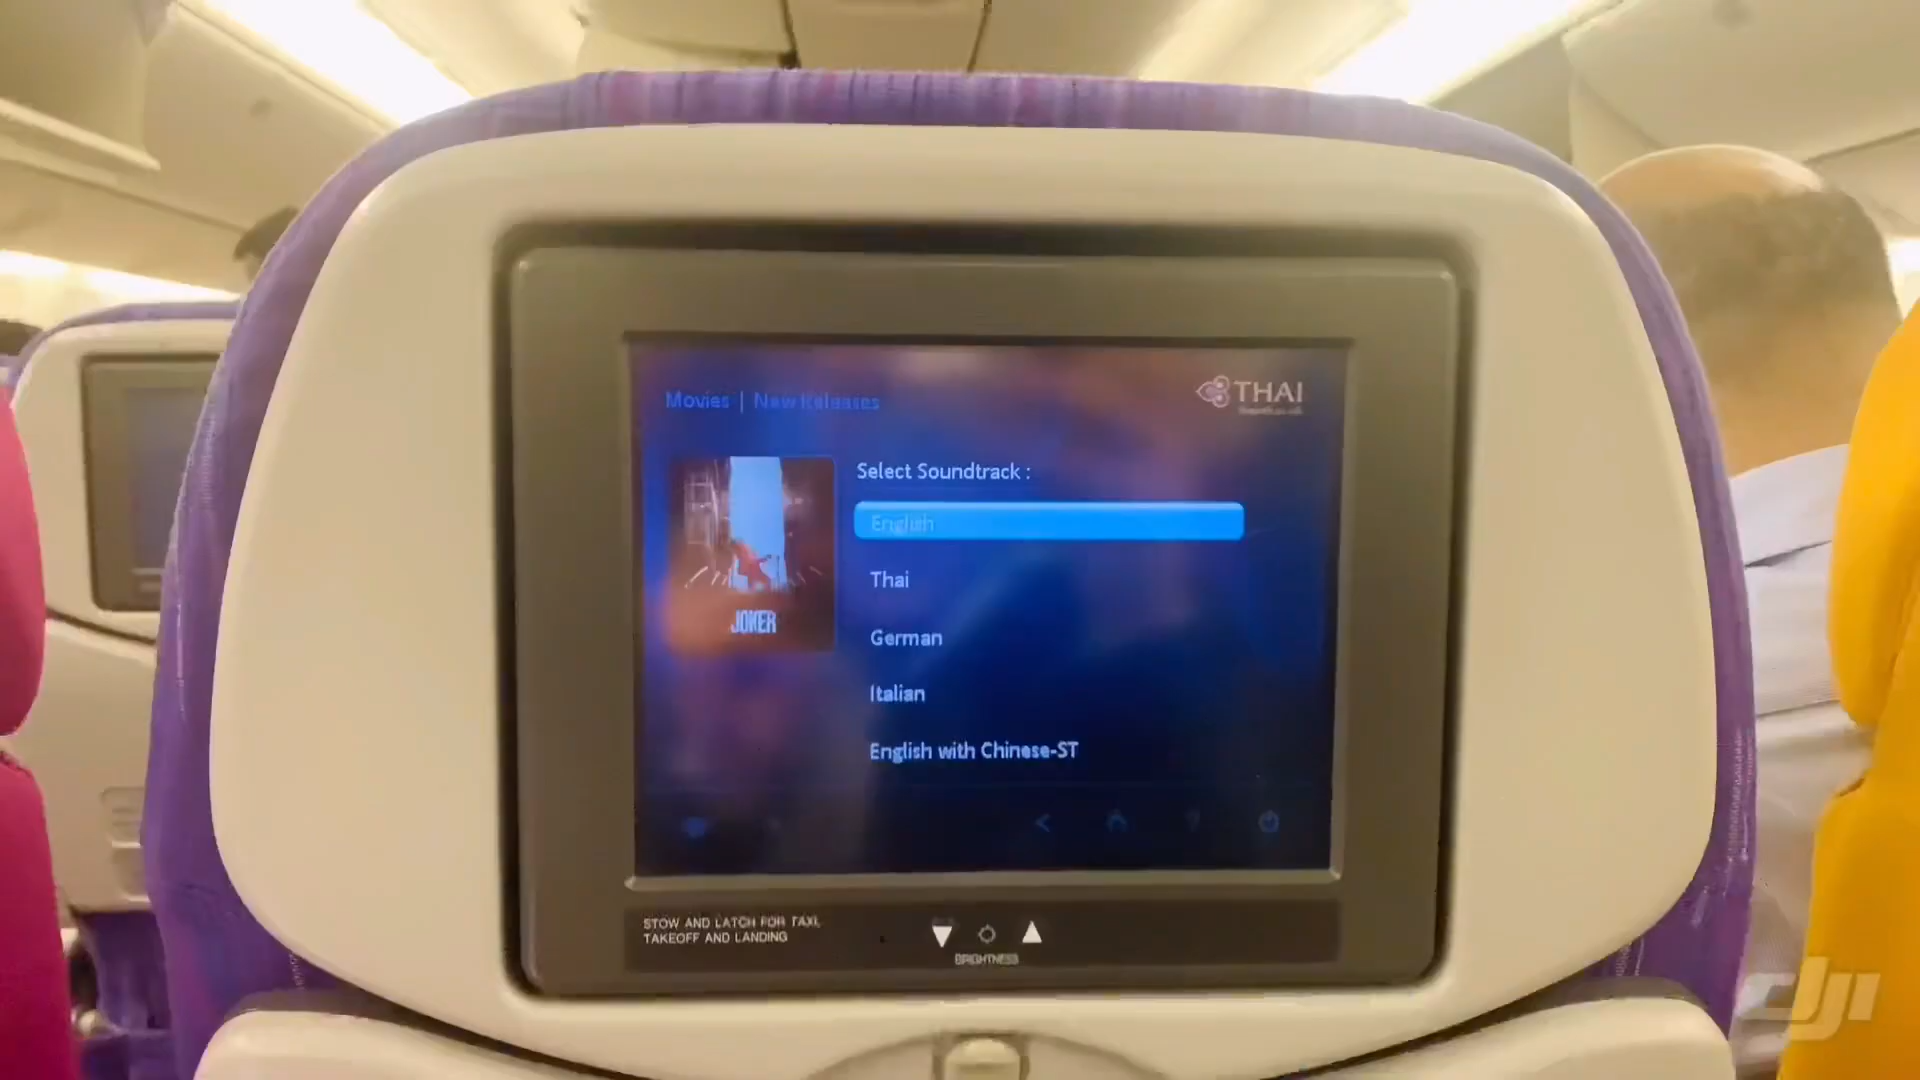 Movies | New Releases
THAI
Select Soundtrack :
English
Thai
JOKER
German
Italian
English with Chinese-ST
STOW AND LATCH FOR TAXI,
TAKEOFF AND LANDING
BRIGHTNESS
dji